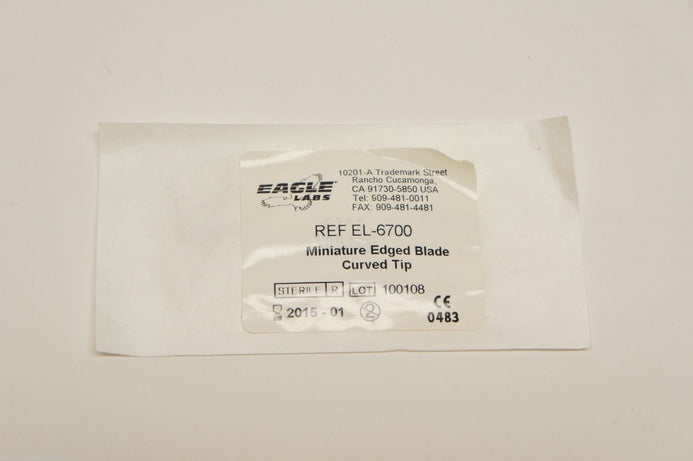 EAGLE
LABS
10201-A Trademark Street
Rancho Cucamonga,
CA 91730-5850 USA
Tel: 909-481-0011
FAX: 909-481-4481
REF EL-6700
Miniature Edged Blade
Curved Tip
STERILE R LOT 100108
2015 - 01 2
CE
0483